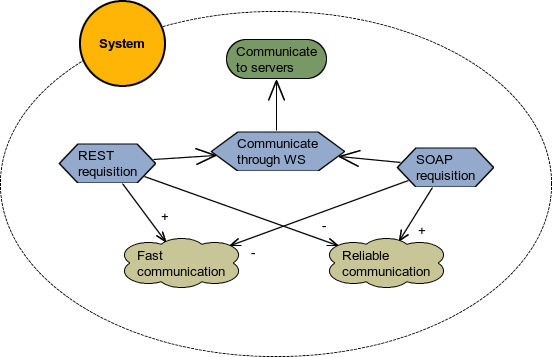 System
Communicate
to servers
Communicate
through WS
REST
requisition
SOAP
requisition
+
-
-
+
Fast
communication
Reliable
communication